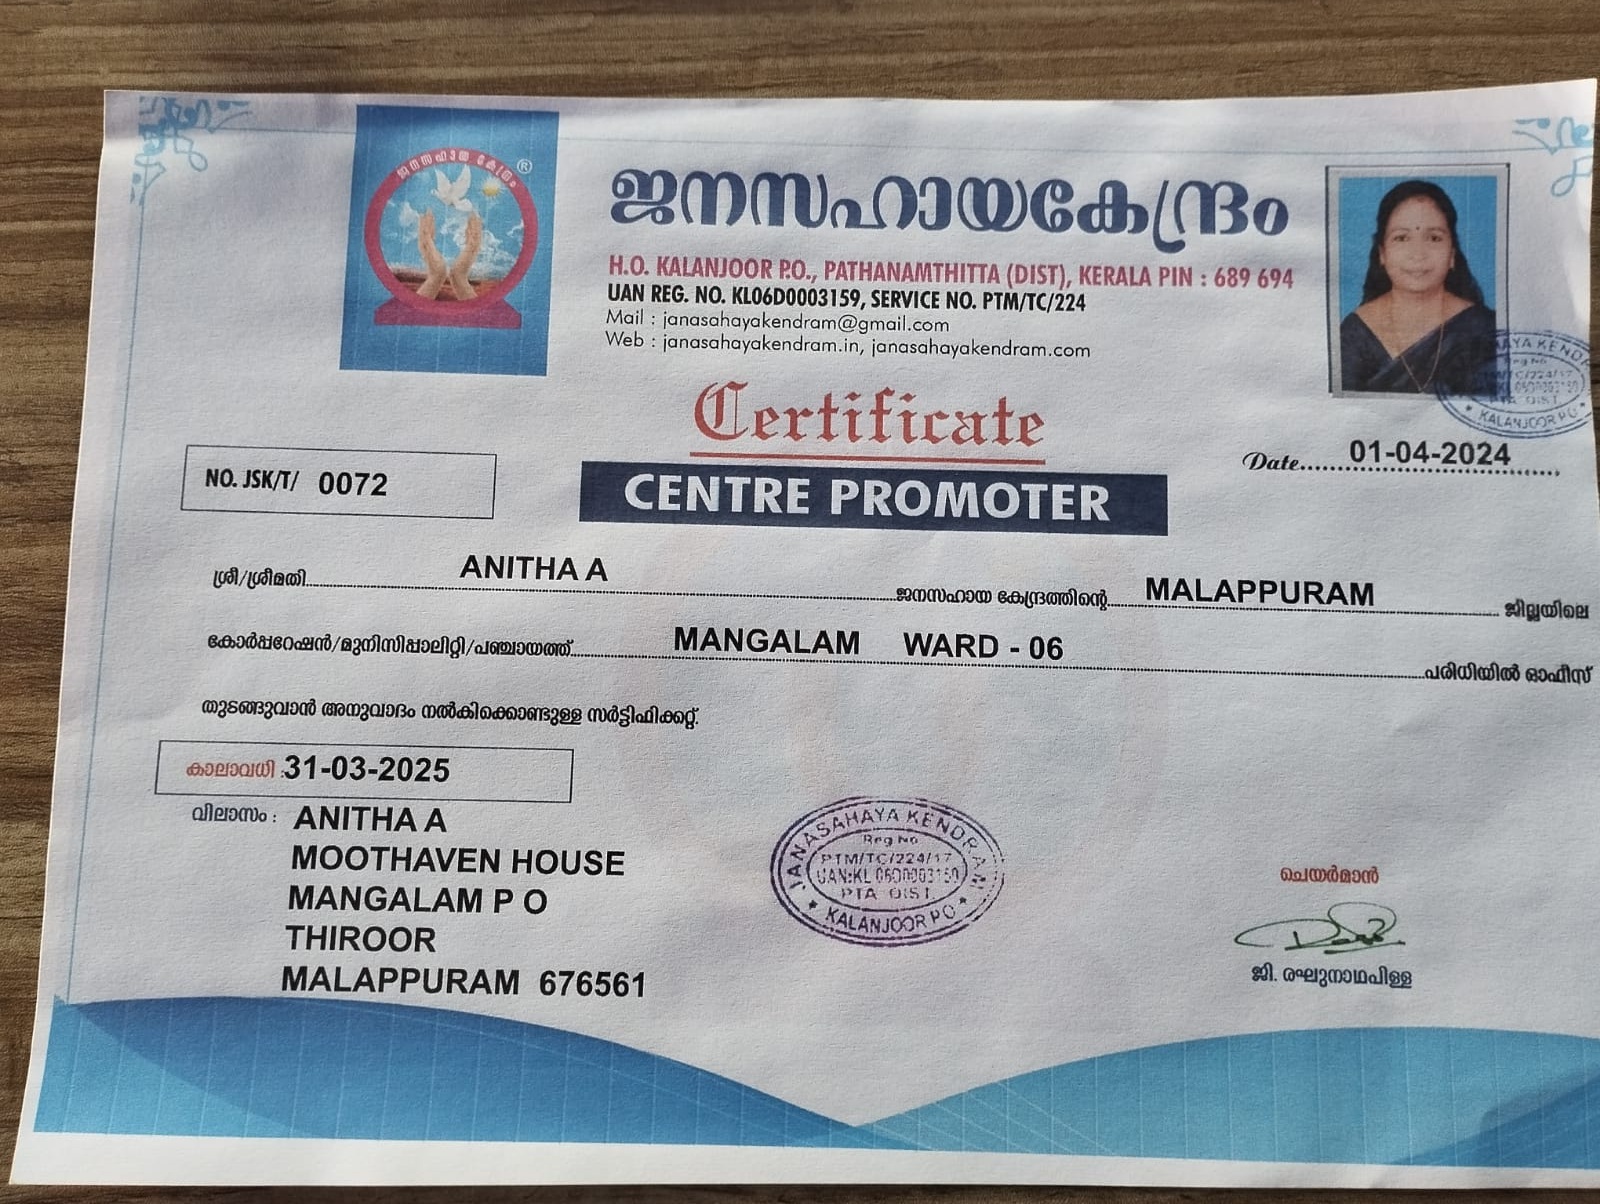 ജനസഹായ കേന്ദ്രം ®
ജനസഹായകേന്ദ്രം
H.O. KALANJOOR P.O., PATHANAMTHITTA (DIST), KERALA PIN : 689 694
UAN REG. NO. KL06D0003159, SERVICE NO. PTM/TC/224
Mail : janasahayakendram@gmail.com
Web : janasahayakendram.in, janasahayakendram.com
Certificate
NO. JSK/T/ 0072
CENTRE PROMOTER
Date...... 01-04-2024
ശ്രീ/ശ്രീമതി ANITHA A ജനസഹായ കേന്ദ്രത്തിന്റെ MALAPPURAM ജില്ലയിലെ
കോർപ്പറേഷൻ/മുനിസിപ്പാലിറ്റി/പഞ്ചായത്ത് MANGALAM WARD - 06 പരിധിയിൽ ഓഫീസ്
തുടങ്ങുവാൻ അനുവാദം നൽകിക്കൊണ്ടുള്ള സർട്ടിഫിക്കറ്റ്.
കാലാവധി : 31-03-2025
വിലാസം : ANITHA A
MOOTHAVEN HOUSE
MANGALAM P O
THIROOR
MALAPPURAM 676561
JANASAHAYA KENDRAM
Reg No
PTM/TC/224/17
PTA DIST
KALANJOOR PO
ചെയർമാൻ
ജി. രഘുനാഥപിള്ള